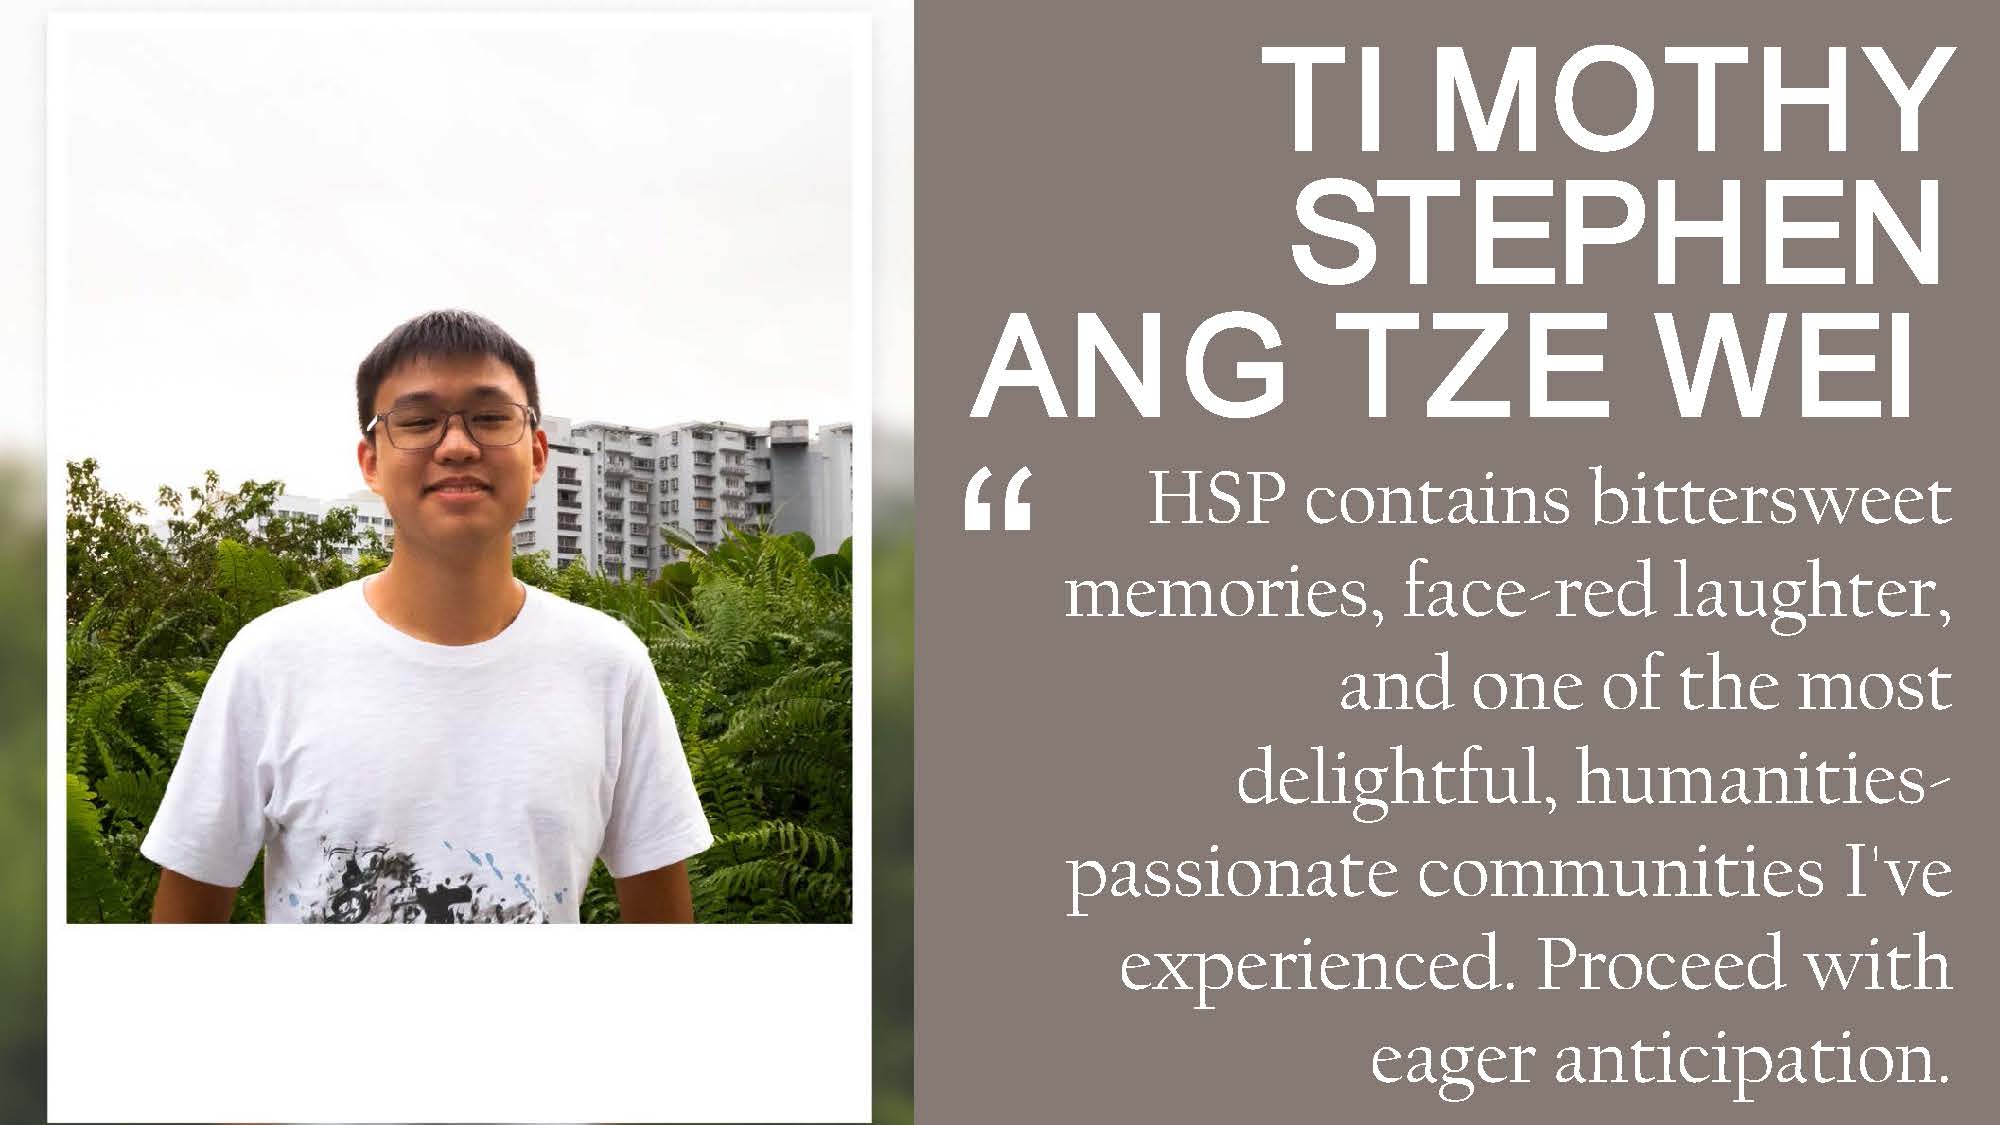 TI MOTHY
STEPHEN
ANG TZE WEI
“ HSP contains bittersweet
memories, face-red laughter,
and one of the most
delightful, humanities-
passionate communities I've
experienced. Proceed with
eager anticipation.